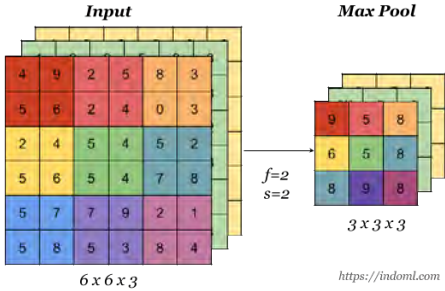 Input
Max Pool
4 9 2 5 8 3
5 6 2 4 0 3
2 4 5 4 5 2
5 6 5 4 7 8
5 7 7 9 2 1
5 8 5 3 8 4
6 x 6 x 3
f=2
s=2
9 5 8
6 5 8
8 9 8
3 x 3 x 3
https://indoml.com